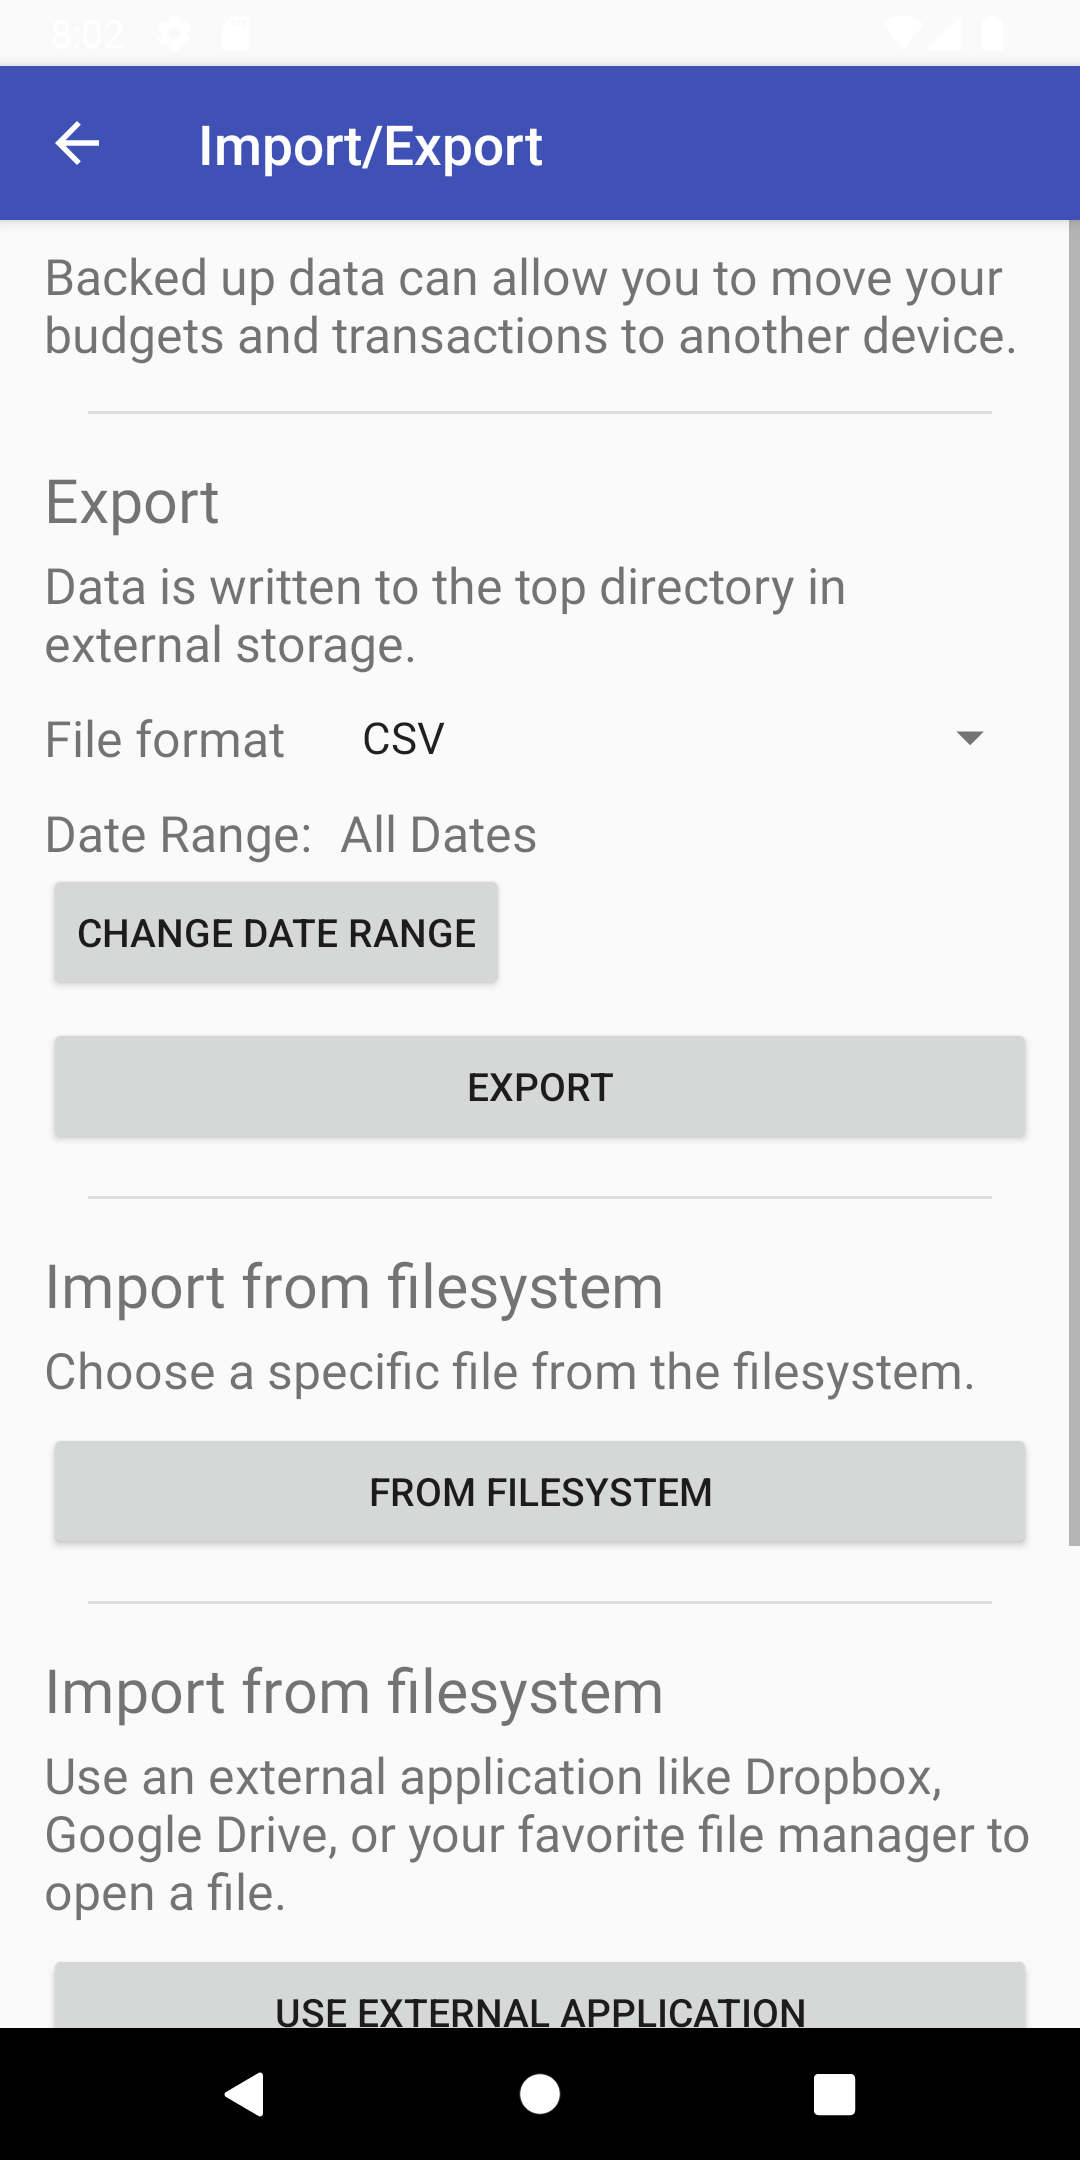 8:02
Import/Export
Backed up data can allow you to move your
budgets and transactions to another device.
Export
Data is written to the top directory in
external storage.
File format CSV
Date Range: All Dates
CHANGE DATE RANGE
EXPORT
Import from filesystem
Choose a specific file from the filesystem.
FROM FILESYSTEM
Import from filesystem
Use an external application like Dropbox,
Google Drive, or your favorite file manager to
open a file.
USE EXTERNAL APPLICATION